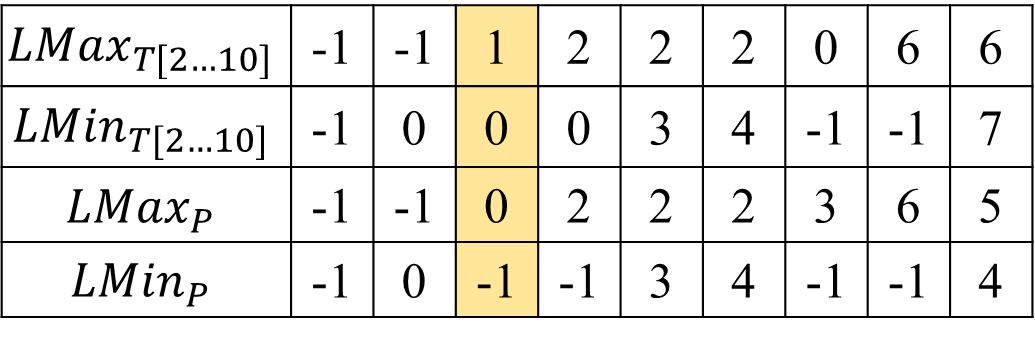 LMax_T[2…10] -1 -1 1 2 2 2 0 6 6
LMin_T[2…10] -1 0 0 0 3 4 -1 -1 7
LMax_P -1 -1 0 2 2 2 3 6 5
LMin_P -1 0 -1 -1 3 4 -1 -1 4